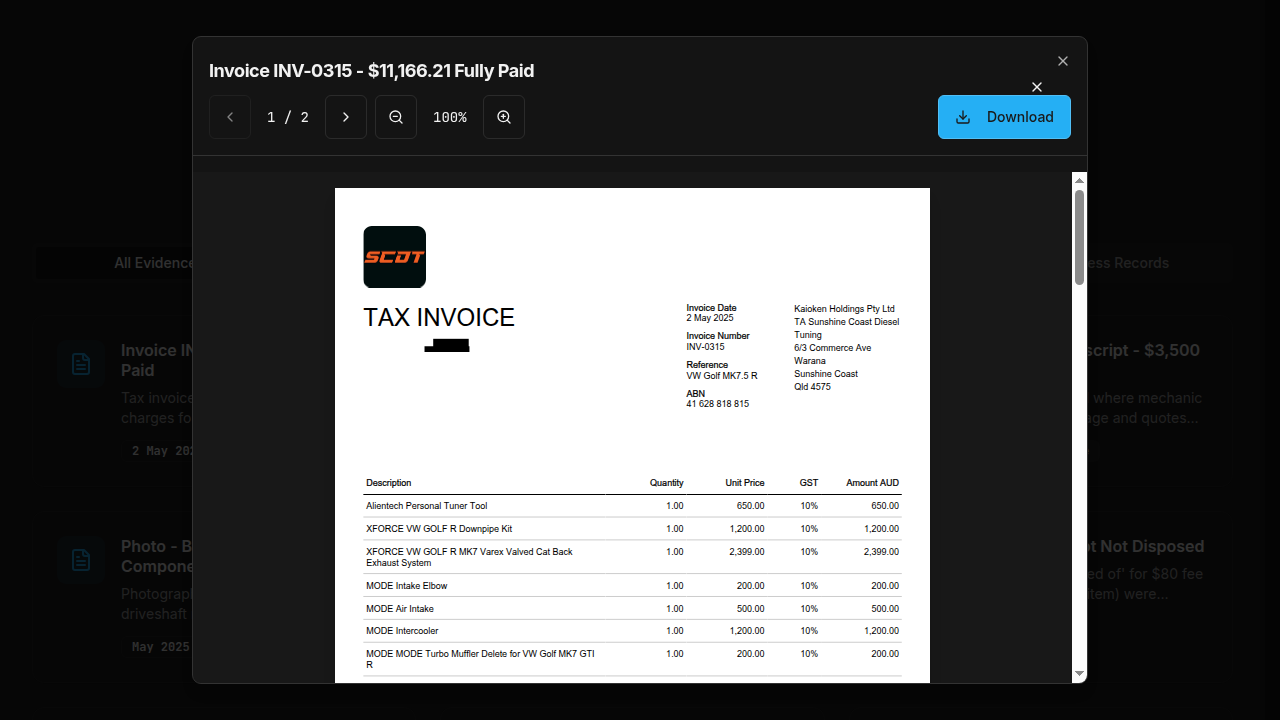 Invoice INV-0315 - $11,166.21 Fully Paid
1 / 2
100%
Download
SCDT
TAX INVOICE
Invoice Date
2 May 2025
Invoice Number
INV-0315
Reference
VW Golf MK7.5 R
ABN
41 628 818 815
Kaioken Holdings Pty Ltd
TA Sunshine Coast Diesel
Tuning
6/3 Commerce Ave
Warana
Sunshine Coast
Qld 4575
Description Quantity Unit Price GST Amount AUD
Alientech Personal Tuner Tool 1.00 650.00 10% 650.00
XFORCE VW GOLF R Downpipe Kit 1.00 1,200.00 10% 1,200.00
XFORCE VW GOLF R MK7 Varex Valved Cat Back 1.00 2,399.00 10% 2,399.00
Exhaust System
MODE Intake Elbow 1.00 200.00 10% 200.00
MODE Air Intake 1.00 500.00 10% 500.00
MODE Intercooler 1.00 1,200.00 10% 1,200.00
MODE MODE Turbo Muffler Delete for VW Golf MK7 GTI 1.00 200.00 10% 200.00
R
All Evidence
ess Records
Invoice IN
Paid
Tax invoice
charges fo
2 May 202
script - $3,500
where mechanic
age and quotes...
Photo - B
Compone
Photograp
driveshaft
May 2025
ot Not Disposed
ed of' for $80 fee
item) were...